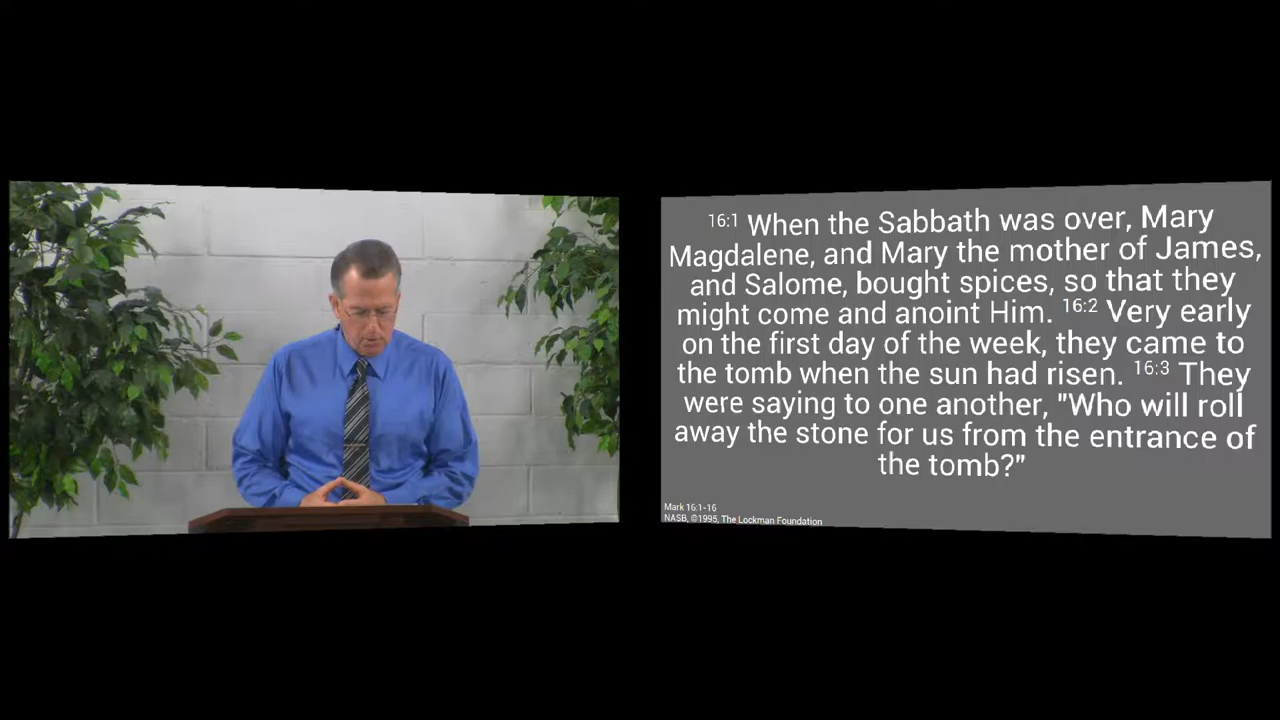 16:1 When the Sabbath was over, Mary
Magdalene, and Mary the mother of James,
and Salome, bought spices, so that they
might come and anoint Him. 16:2 Very early
on the first day of the week, they came to
the tomb when the sun had risen. 16:3 They
were saying to one another, "Who will roll
away the stone for us from the entrance of
the tomb?"
Mark 16:1-16
NASB, ©1995, The Lockman Foundation